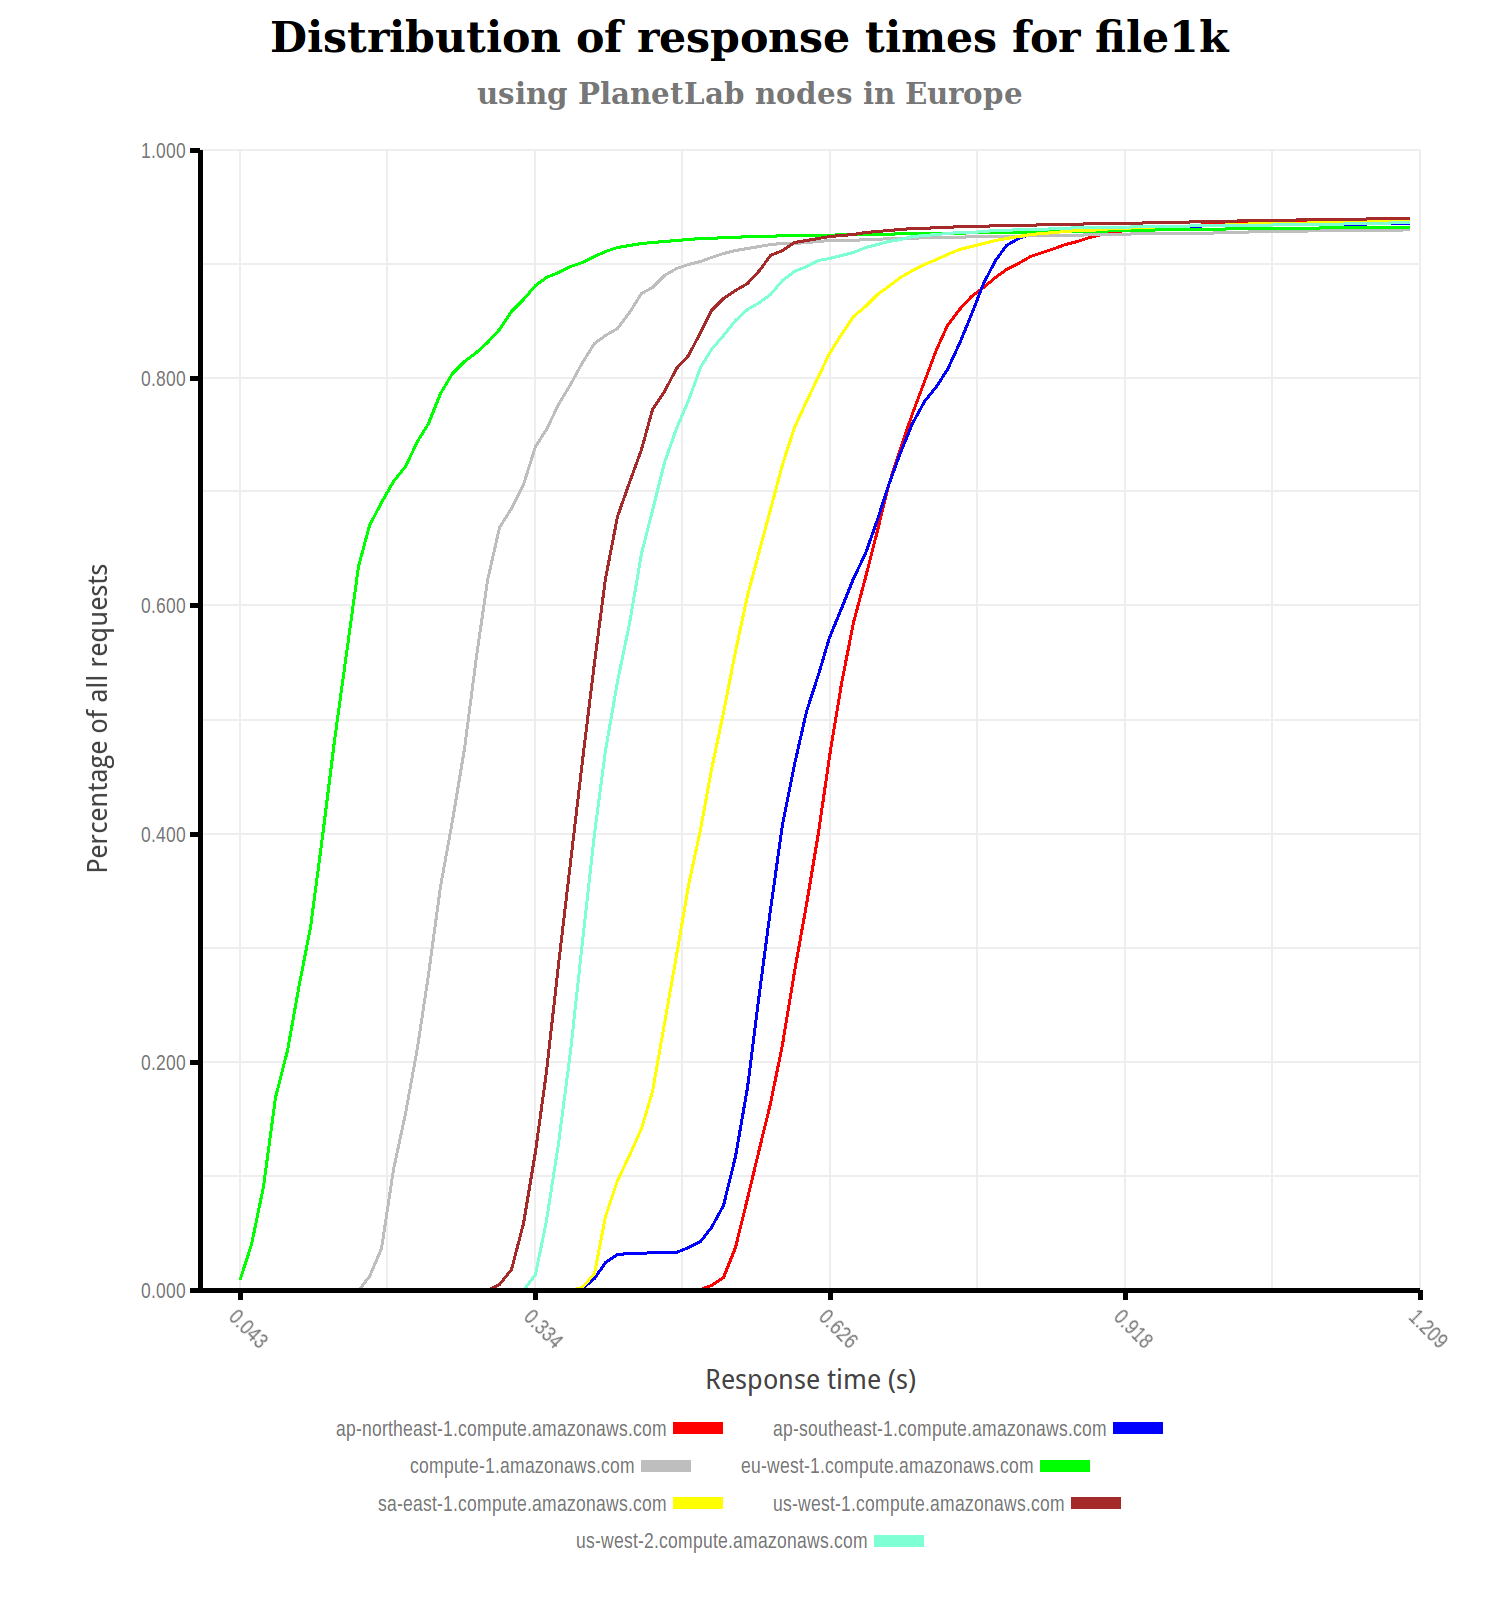 Distribution of response times for file1k
using PlanetLab nodes in Europe
1.000
0.800
0.600
0.400
0.200
0.000
Percentage of all requests
0.043 0.334 0.626 0.918 1.209
Response time (s)
ap-northeast-1.compute.amazonaws.com ap-southeast-1.compute.amazonaws.com
compute-1.amazonaws.com eu-west-1.compute.amazonaws.com
sa-east-1.compute.amazonaws.com us-west-1.compute.amazonaws.com
us-west-2.compute.amazonaws.com